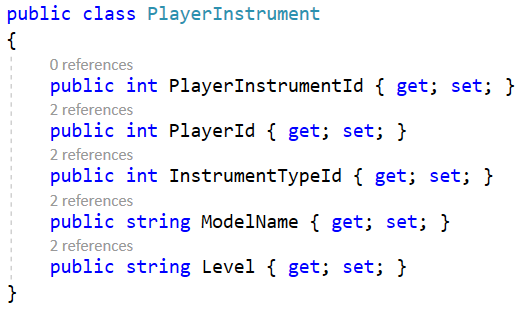 public class PlayerInstrument
{
0 references
public int PlayerInstrumentId { get; set; }
2 references
public int PlayerId { get; set; }
2 references
public int InstrumentTypeId { get; set; }
2 references
public string ModelName { get; set; }
2 references
public string Level { get; set; }
}